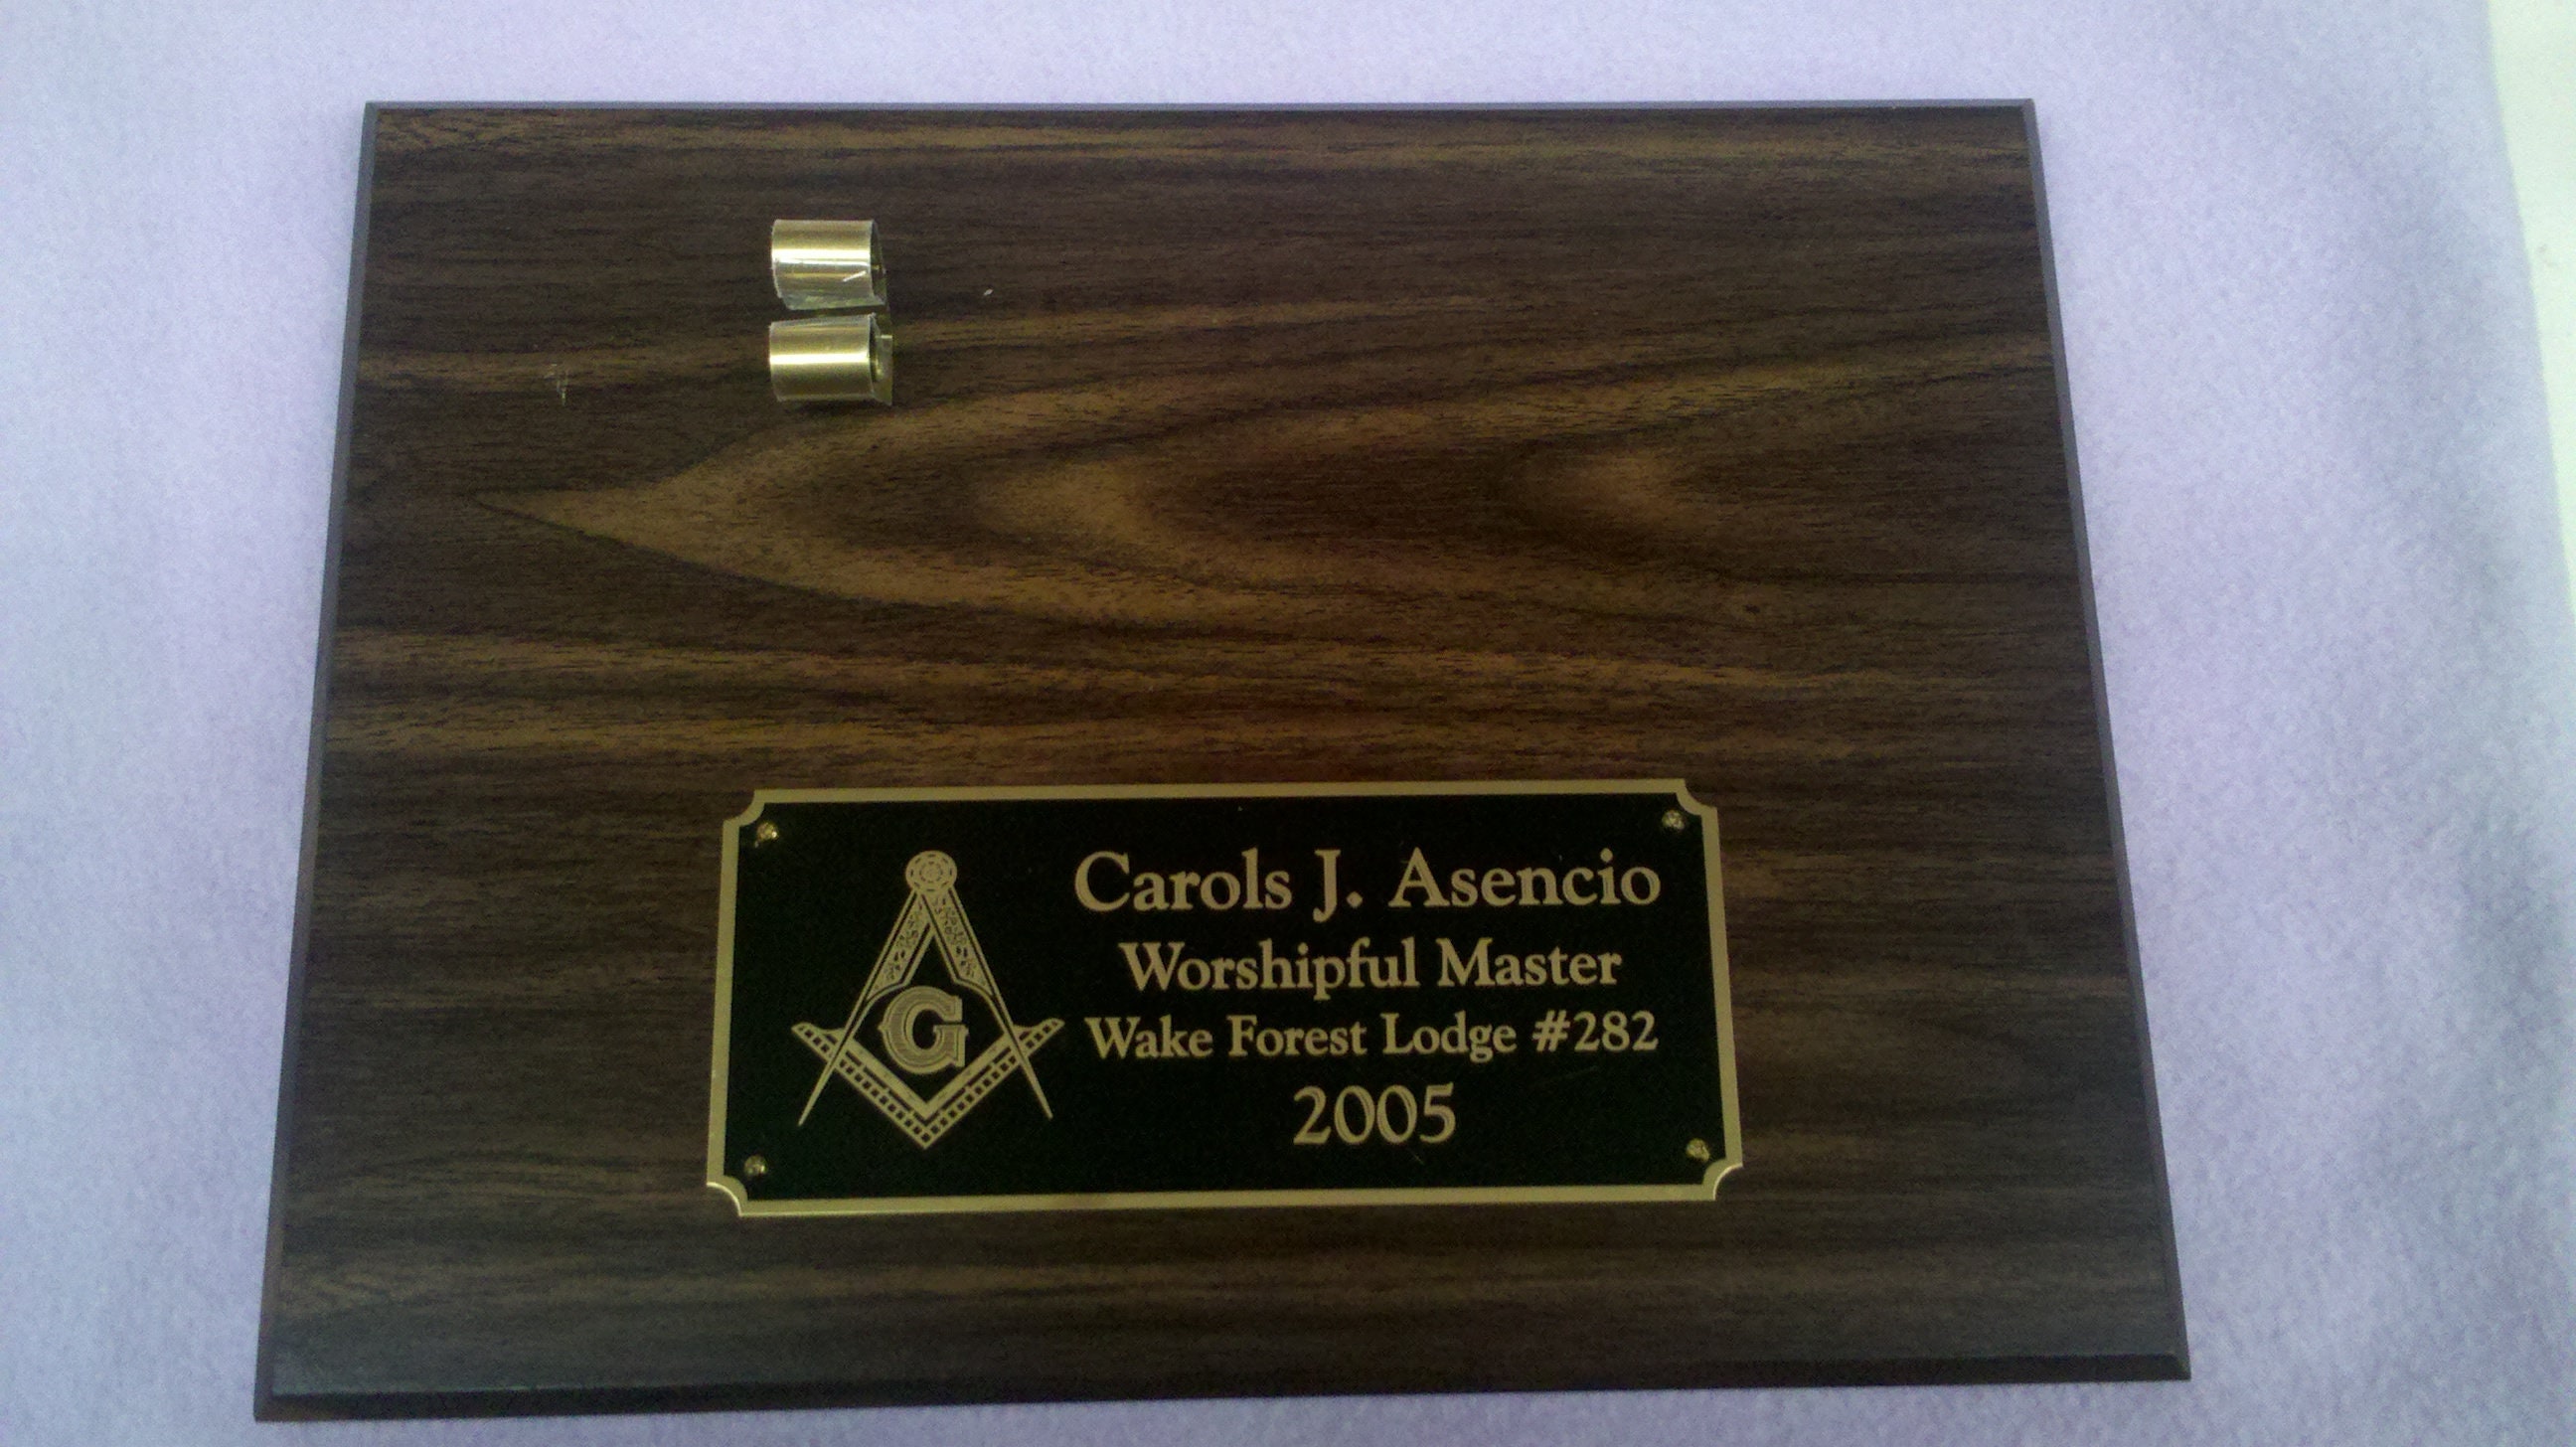 G
Carols J. Asencio
Worshipful Master
Wake Forest Lodge #282
2005